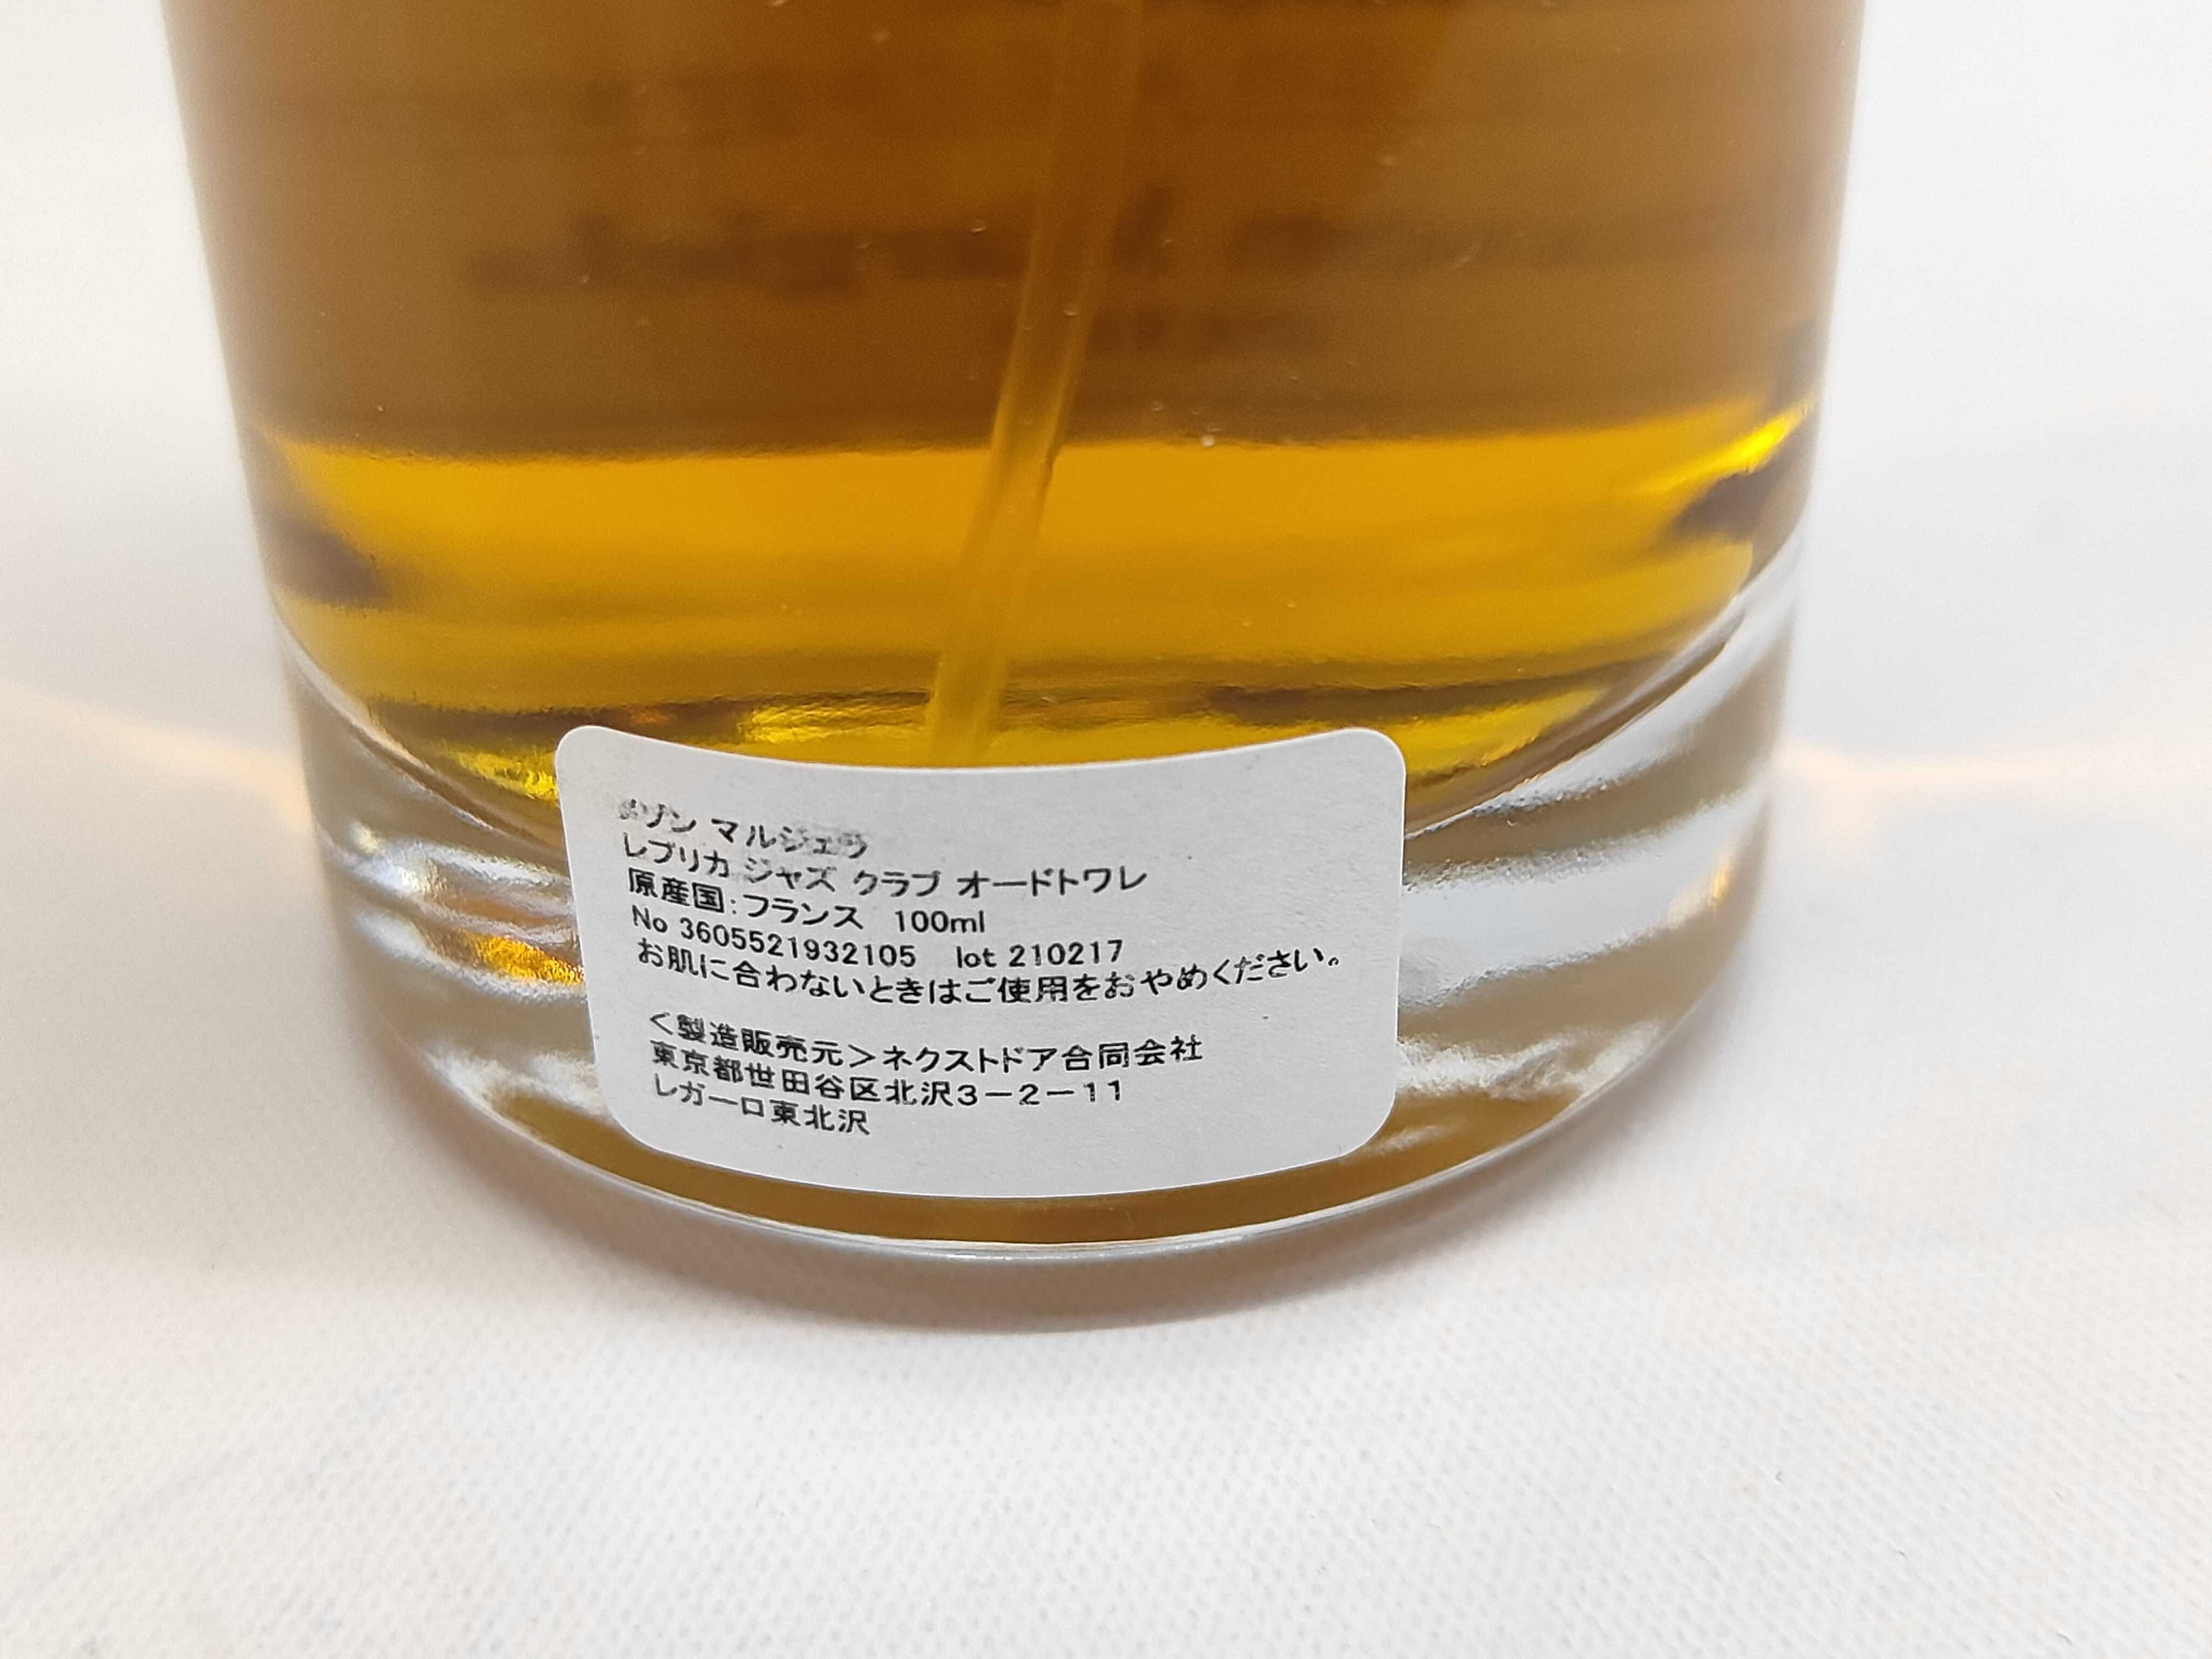 メゾン マルジェラ
レプリカ ジャズ クラブ オードトワレ
原産国:フランス 100ml
No 3605521932105 lot 210217
お肌に合わないときはご使用をおやめください。
<製造販売元>ネクストドア合同会社
東京都世田谷区北沢3-2-11
レガーロ東北沢